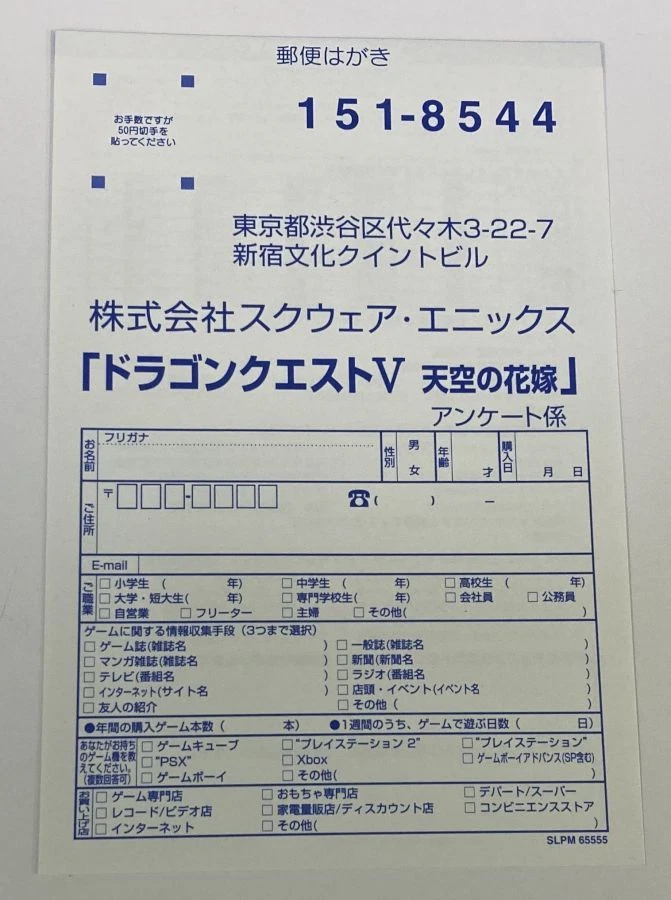 郵便はがき
お手数ですが
50円切手を
貼ってください
151-8544
東京都渋谷区代々木3-22-7
新宿文化クイントビル
株式会社スクウェア・エニックス
「ドラゴンクエストV 天空の花嫁」
アンケート係
お名前 フリガナ 性別 男 女 年齢 才 購入日 月 日
ご住所 〒□□□-□□□□ ☎( ) －
E-mail
ご職業 □小学生 ( 年) □中学生 ( 年) □高校生 ( 年)
□大学・短大生( 年) □専門学校生( 年) □会社員 □公務員
□自営業 □フリーター □主婦 □その他( )
ゲームに関する情報収集手段（3つまで選択）
□ゲーム誌(雑誌名 ) □一般誌(雑誌名 )
□マンガ雑誌(雑誌名 ) □新聞(新聞名 )
□テレビ(番組名 ) □ラジオ(番組名 )
□インターネット(サイト名 ) □店頭・イベント(イベント名 )
□友人の紹介 □その他 ( )
●年間の購入ゲーム本数 ( 本) ●1週間のうち、ゲームで遊ぶ日数 ( 日)
あなたがお持ちのゲーム機を教えてください。(複数回答可)
□ゲームキューブ □"プレイステーション 2" □"プレイステーション"
□"PSX" □Xbox □ゲームボーイアドバンス(SP含む)
□ゲームボーイ □その他( )
お買い上げ店 □ゲーム専門店 □おもちゃ専門店 □デパート/スーパー
□レコード/ビデオ店 □家電量販店/ディスカウント店 □コンビニエンスストア
□インターネット □その他( )
SLPM 65555